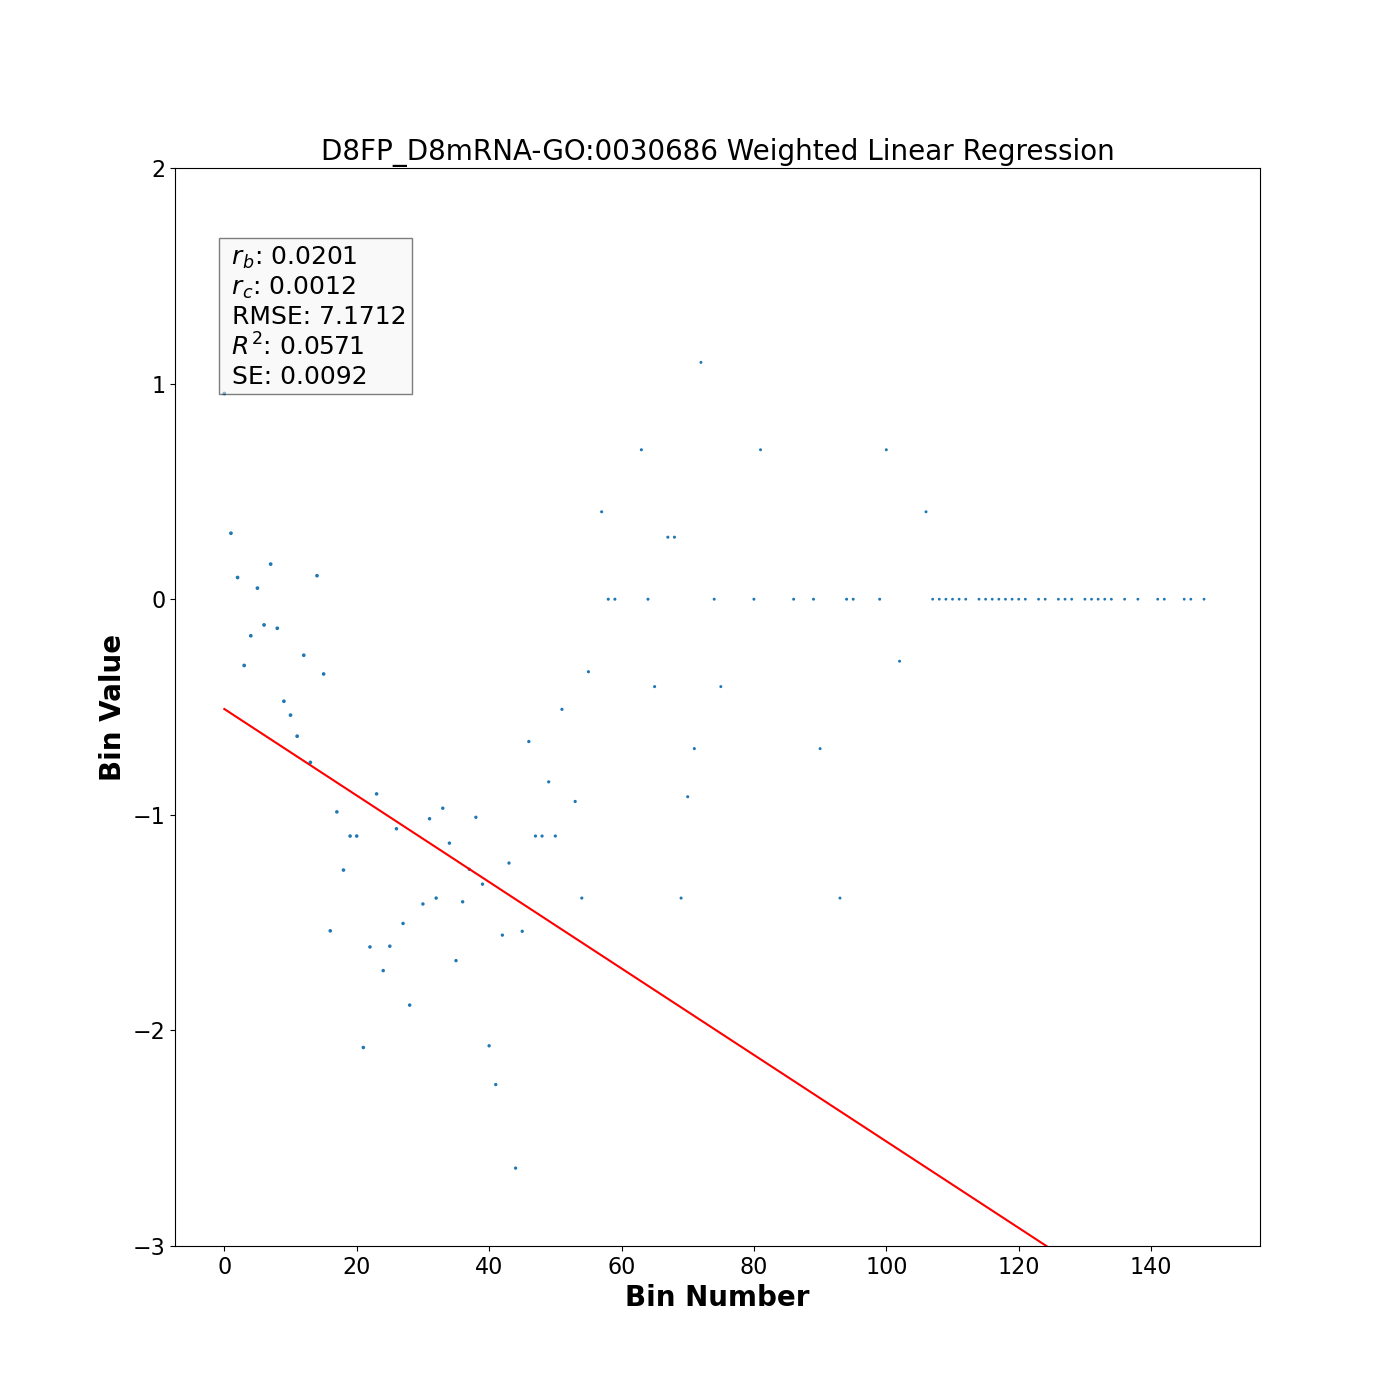 D8FP_D8mRNA-GO:0030686 Weighted Linear Regression
2
r_b: 0.0201
r_c: 0.0012
RMSE: 7.1712
R²: 0.0571
SE: 0.0092
1
0
−1
−2
−3
Bin Value
0 20 40 60 80 100 120 140
Bin Number